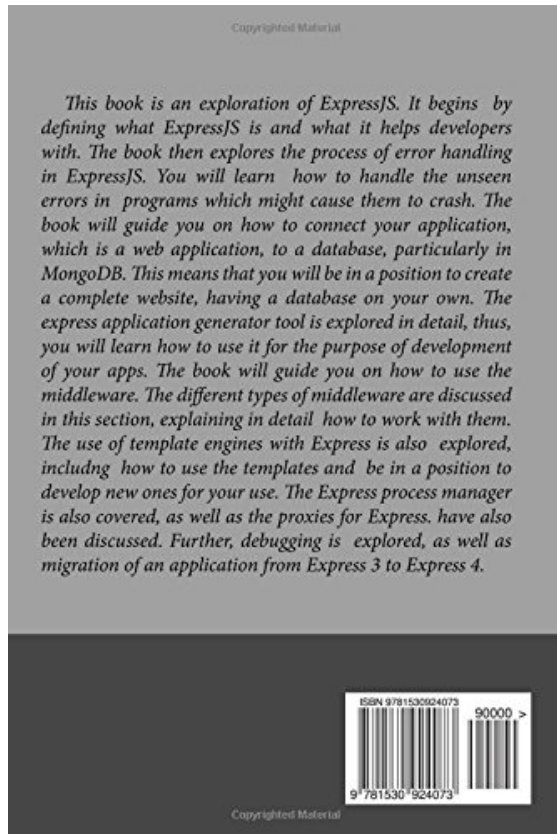 Copyrighted Material
This book is an exploration of ExpressJS. It begins by
defining what ExpressJS is and what it helps developers
with. The book then explores the process of error handling
in ExpressJS. You will learn how to handle the unseen
errors in programs which might cause them to crash. The
book will guide you on how to connect your application,
which is a web application, to a database, particularly in
MongoDB. This means that you will be in a position to create
a complete website, having a database on your own. The
express application generator tool is explored in detail, thus,
you will learn how to use it for the purpose of development
of your apps. The book will guide you on how to use the
middleware. The different types of middleware are discussed
in this section, explaining in detail how to work with them.
The use of template engines with Express is also explored,
includng how to use the templates and be in a position to
develop new ones for your use. The Express process manager
is also covered, as well as the proxies for Express. have also
been discussed. Further, debugging is explored, as well as
migration of an application from Express 3 to Express 4.
ISBN 9781530924073
90000 >
9 781530 924073
Copyrighted Material